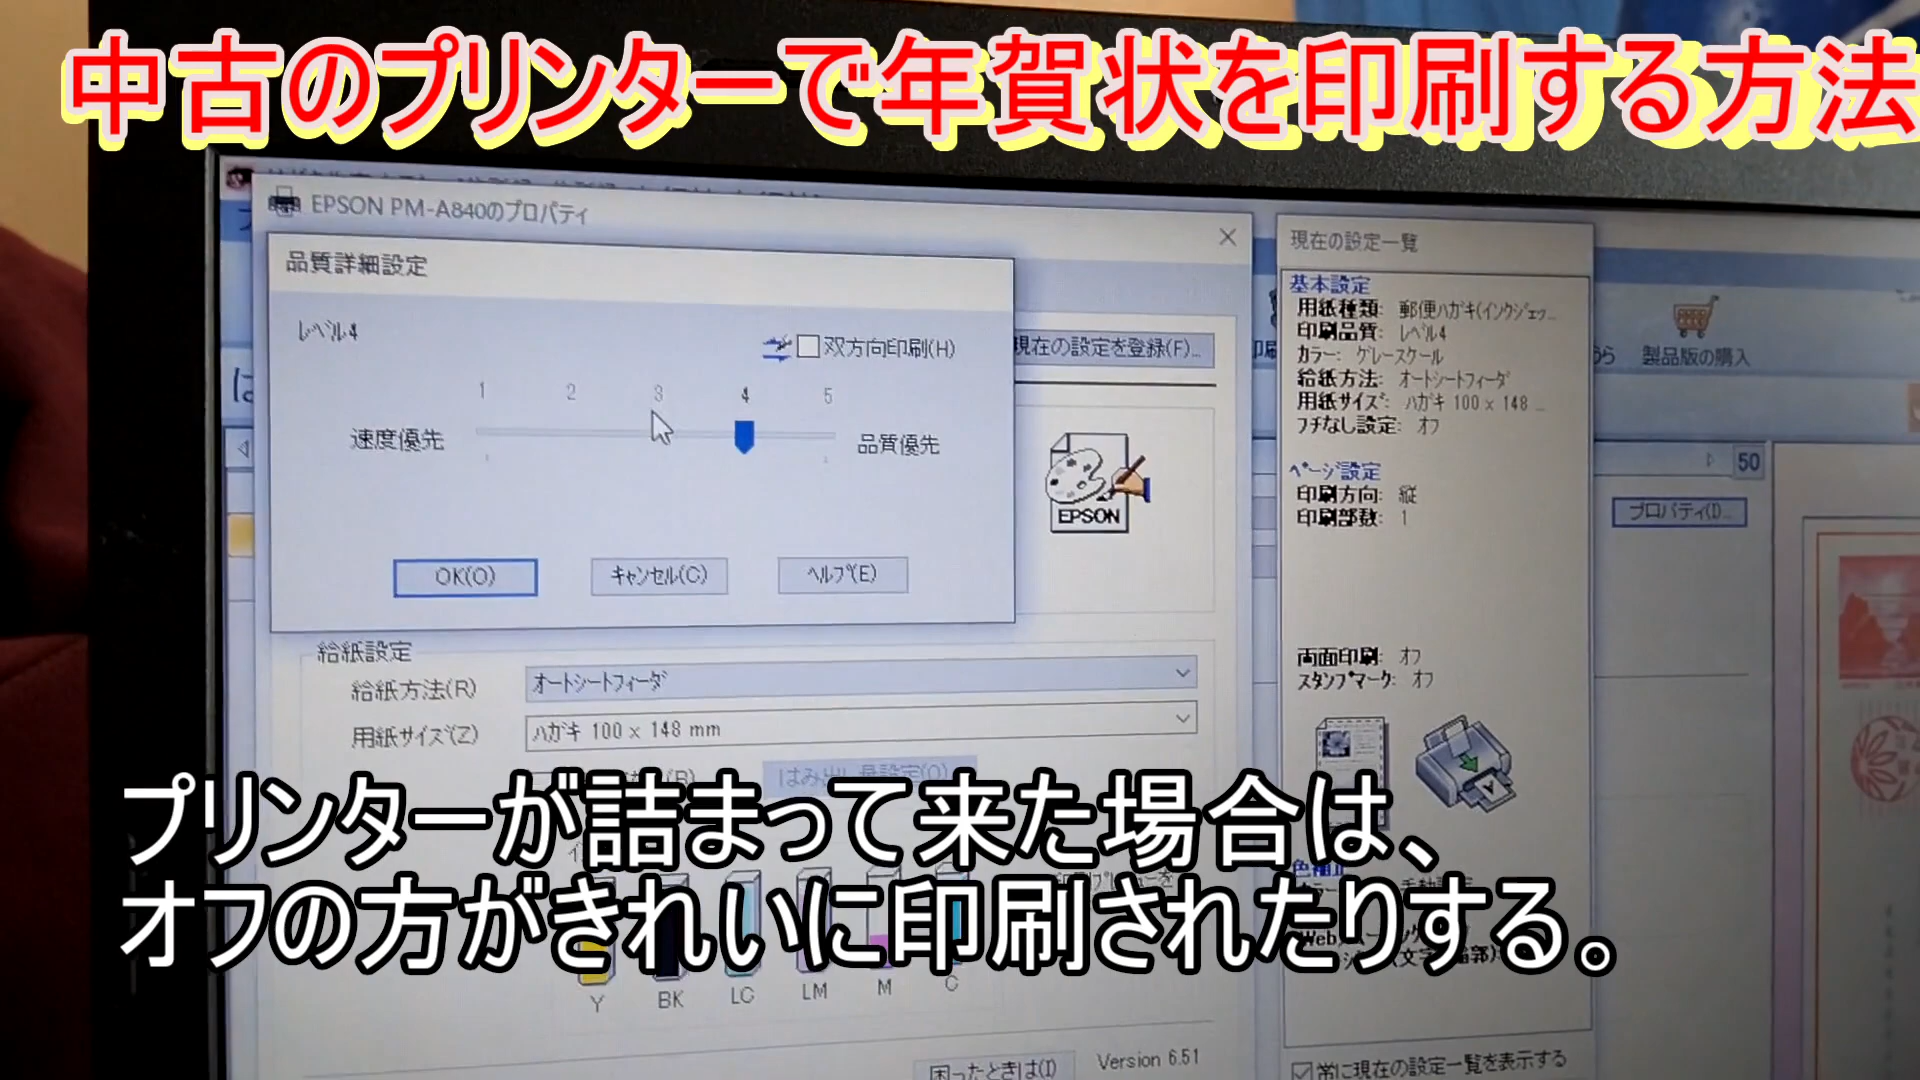 中古のプリンターで年賀状を印刷する方法
EPSON PM-A840のプロパティ
品質詳細設定
レベル4
双方向印刷(H)
1 2 3 4 5
速度優先
品質優先
OK(O)
キャンセル(C)
ヘルプ(E)
現在の設定を登録(F)...
EPSON
給紙設定
給紙方法(R)
オートシートフィーダ
用紙サイズ(Z)
ハガキ 100 x 148 mm
現在の設定一覧
基本設定
用紙種類: 郵便ハガキ(インクジェッ...
印刷品質: レベル4
カラー: グレースケール
給紙方法: オートシートフィーダ
用紙サイズ: ハガキ 100 x 148 ...
フチなし設定: オフ
ページ設定
印刷方向: 縦
印刷部数: 1
両面印刷: オフ
スタンプマーク: オフ
製品版の購入
50
プロパティ(D...
プリンターが詰まって来た場合は、
オフの方がきれいに印刷されたりする。
Y BK LC LM M C
困ったときは(I)
Version 6.51
常に現在の設定一覧を表示する